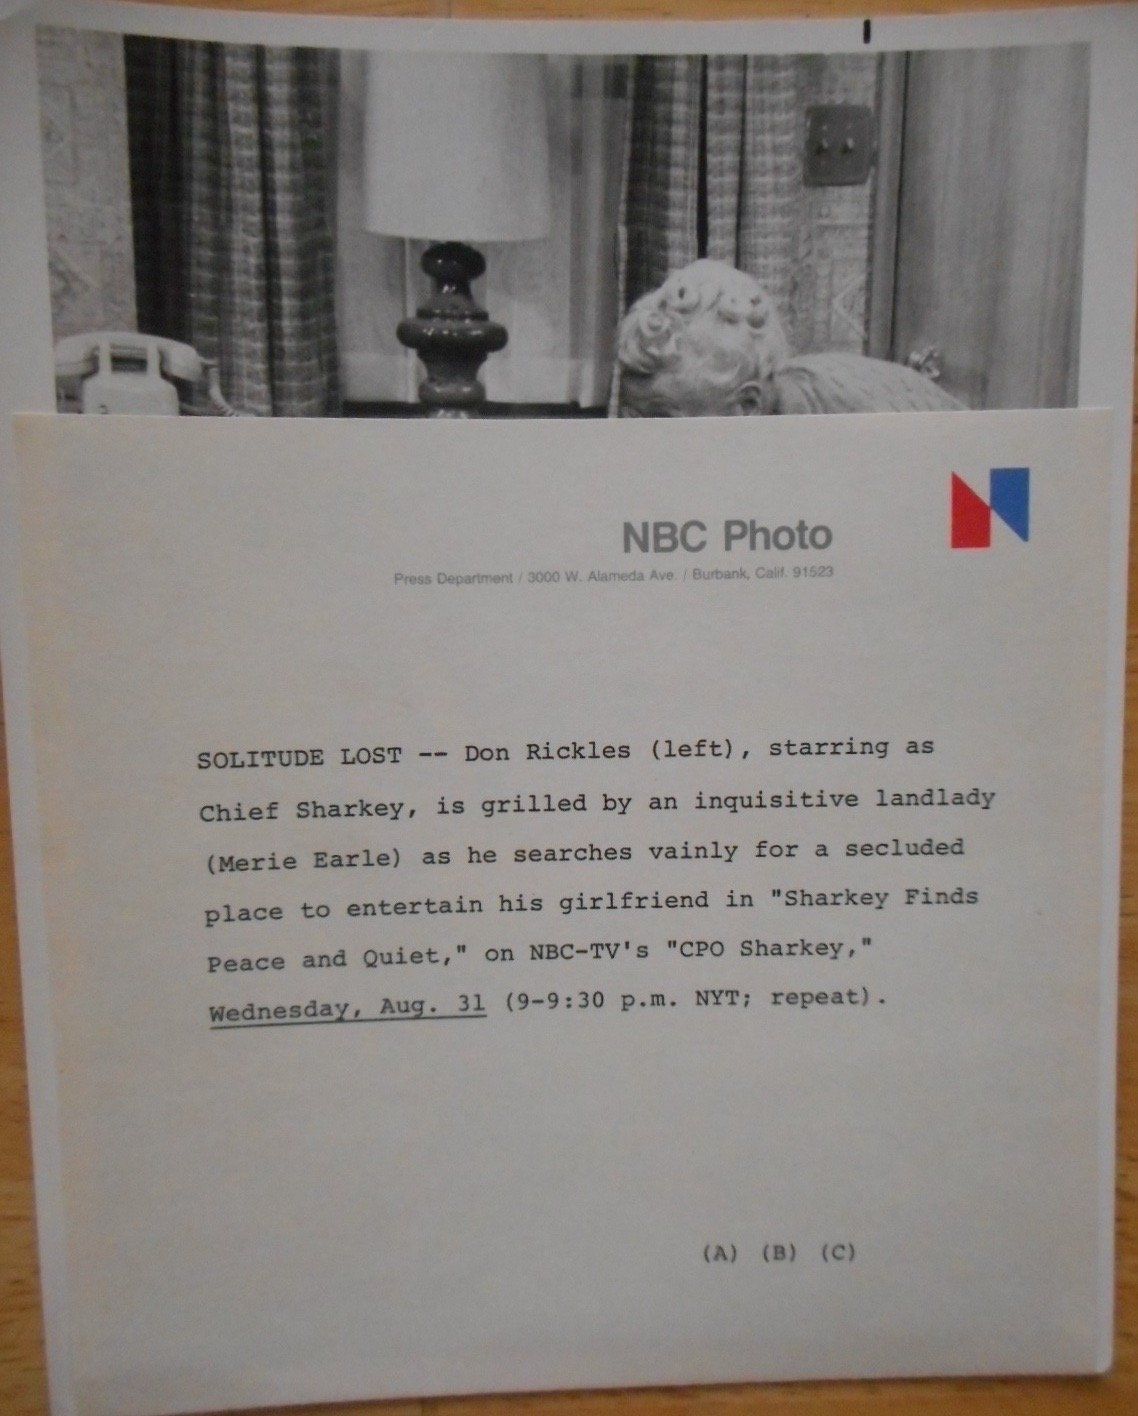 NBC Photo
Press Department / 3000 W. Alameda Ave. / Burbank, Calif. 91523
SOLITUDE LOST -- Don Rickles (left), starring as
Chief Sharkey, is grilled by an inquisitive landlady
(Merie Earle) as he searches vainly for a secluded
place to entertain his girlfriend in "Sharkey Finds
Peace and Quiet," on NBC-TV's "CPO Sharkey,"
Wednesday, Aug. 31 (9-9:30 p.m. NYT; repeat).
(A) (B) (C)